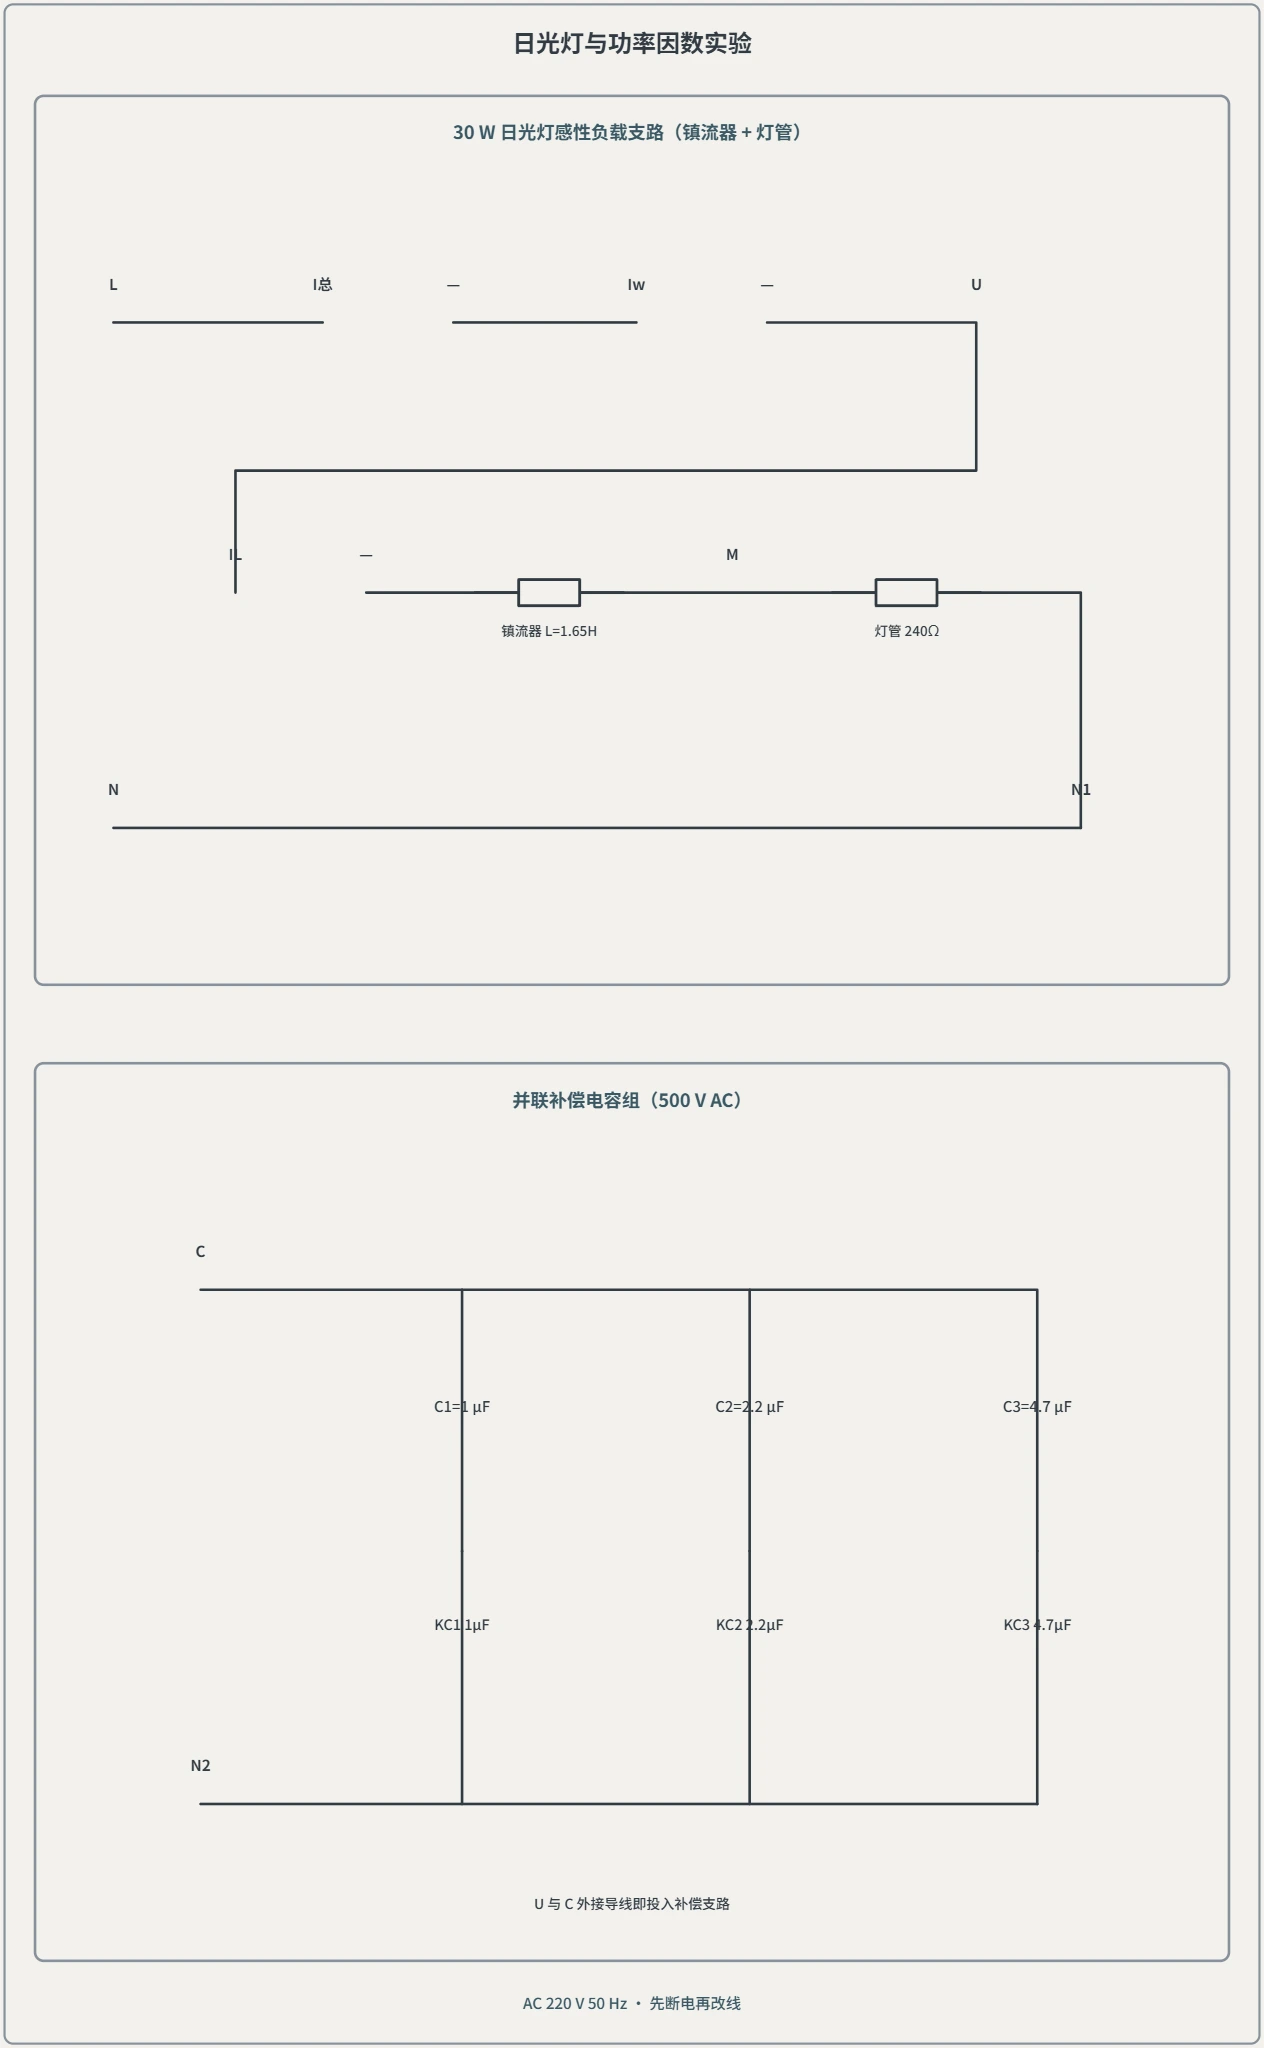 日光灯与功率因数实验
30 W 日光灯感性负载支路（镇流器 + 灯管）
L I总 — Iw — U
IL — M
镇流器 L=1.65H 灯管 240Ω
N N1
并联补偿电容组（500 V AC）
C
C1=1 μF C2=2.2 μF C3=4.7 μF
KC1 1μF KC2 2.2μF KC3 4.7μF
N2
U 与 C 外接导线即投入补偿支路
AC 220 V 50 Hz · 先断电再改线